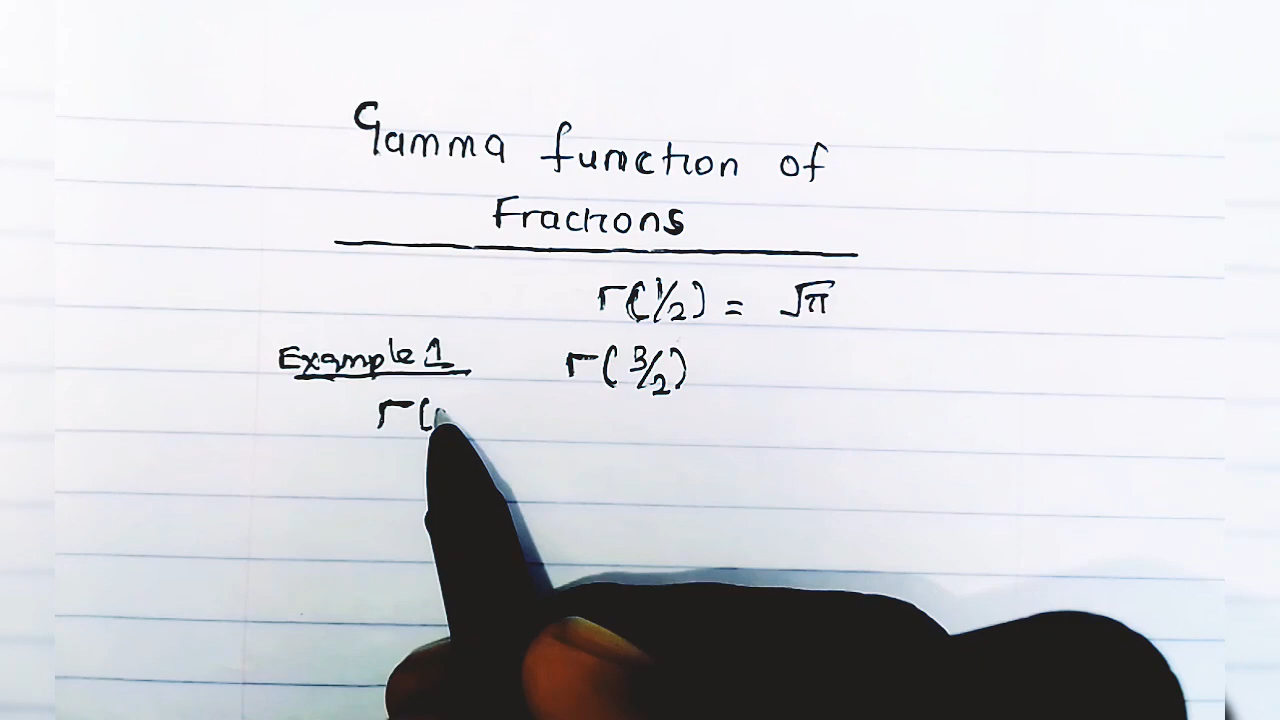 Gamma function of
Fractions
Γ(1/2) = √π
Example 1 Γ(3/2)
Γ(